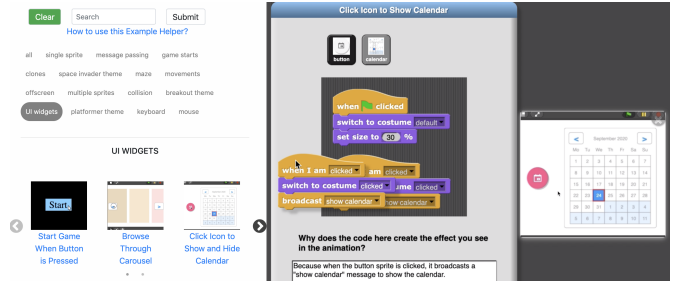 Clear
Search
Submit
How to use this Example Helper?
all single sprite message passing game starts
clones space invader theme maze movements
offscreen multiple sprites collision breakout theme
UI widgets platformer theme keyboard mouse
UI WIDGETS
Start
Start Game
When Button
is Pressed
Browse
Through
Carousel
Click Icon to
Show and Hide
Calendar
Click Icon to Show Calendar
button
calendar
when clicked
switch to costume default
set size to 30 %
when I am clicked
switch to costume clicked
broadcast show calendar
am clicked
ume clicked
ow calendar
Why does the code here create the effect you see
in the animation?
Because when the button sprite is clicked, it broadcasts a
"show calendar" message to show the calendar.
< September 2020 >
Mo Tu We Th Fr Sa Su